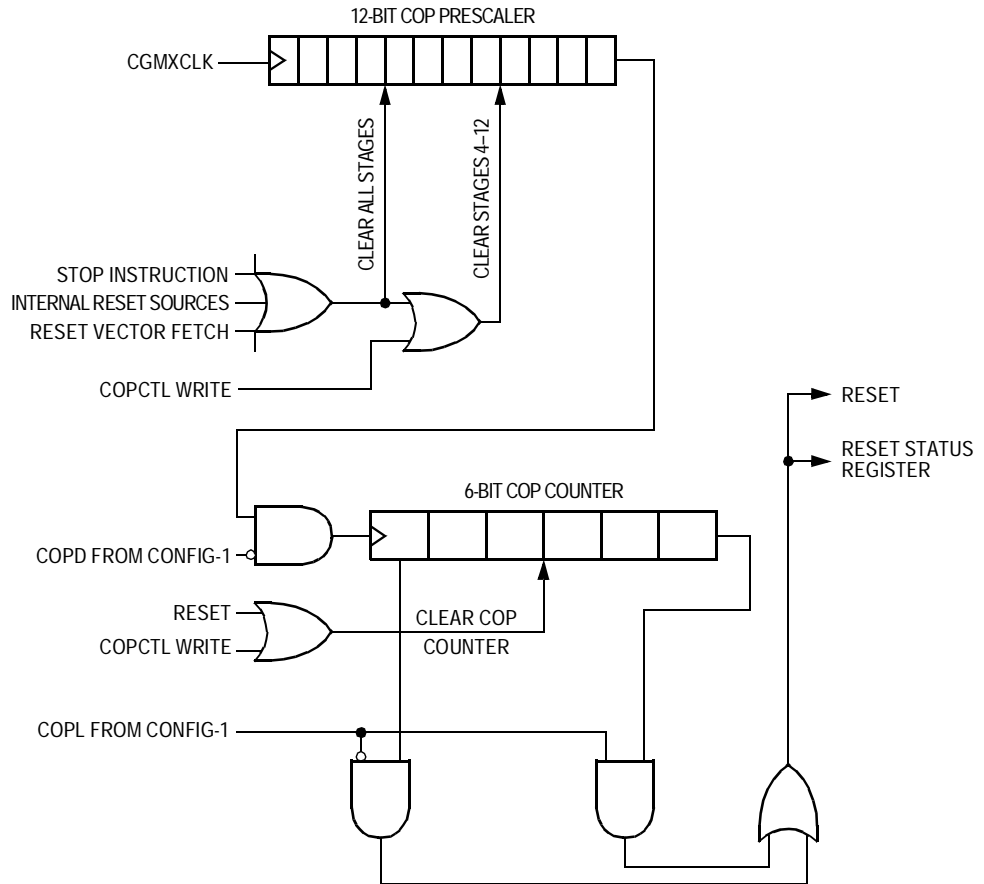 12-BIT COP PRESCALER
CGMXCLK
CLEAR ALL STAGES
CLEAR STAGES 4–12
STOP INSTRUCTION
INTERNAL RESET SOURCES
RESET VECTOR FETCH
COPCTL WRITE
RESET
RESET STATUS
REGISTER
6-BIT COP COUNTER
COPD FROM CONFIG-1
RESET
COPCTL WRITE
CLEAR COP
COUNTER
COPL FROM CONFIG-1